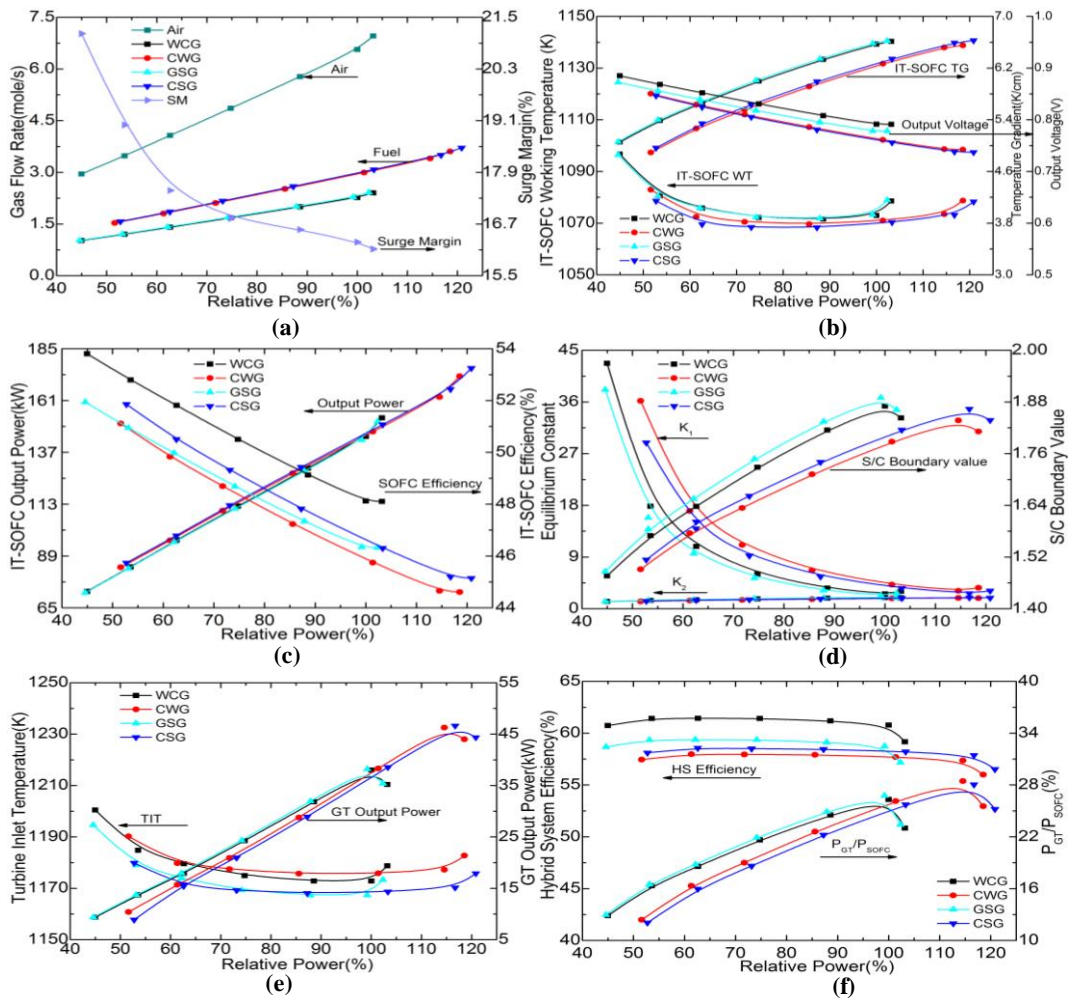 7.5
6.0
4.5
3.0
1.5
0.0
Gas Flow Rate(mole/s)
Air
WCG
CWG
GSG
CSG
SM
Air
Fuel
Surge Margin
21.5
20.3
19.1
17.9
16.7
15.5
Surge Margin(%)
40 50 60 70 80 90 100 110 120
Relative Power(%)
(a)
1150
1130
1110
1090
1070
1050
IT-SOFC Working Temperature (K)
IT-SOFC TG
Output Voltage
IT-SOFC WT
WCG
CWG
GSG
CSG
7.0
6.2
5.4
4.6
3.8
3.0
Temperature Gradient(K/cm)
1.0
0.9
0.8
0.7
0.6
0.5
Output Voltage(V)
40 50 60 70 80 90 100 110 120
Relative Power(%)
(b)
185
161
137
113
89
65
IT-SOFC Output Power(kW)
WCG
CWG
GSG
CSG
Output Power
SOFC Efficiency
54
52
50
48
46
44
IT-SOFC Efficiency(%)
40 50 60 70 80 90 100 110 120
Relative Power(%)
(c)
45
36
27
18
9
0
Equilibrium Constant
WCG
CWG
GSG
CSG
K1
S/C Boundary value
K2
2.00
1.88
1.76
1.64
1.52
1.40
S/C Boundary Value
40 50 60 70 80 90 100 110 120
Relative Power(%)
(d)
1250
1230
1210
1190
1170
1150
Turbine Inlet Temperature(K)
WCG
CWG
GSG
CSG
TIT
GT Output Power
55
45
35
25
15
5
GT Output Power(kW)
40 50 60 70 80 90 100 110 120
Relative Power(%)
(e)
65
60
55
50
45
40
Hybrid System Efficiency(%)
HS Efficiency
PGT/PSOFC
WCG
CWG
GSG
CSG
40
34
28
22
16
10
PGT/PSOFC(%)
40 50 60 70 80 90 100 110 120
Relative Power(%)
(f)